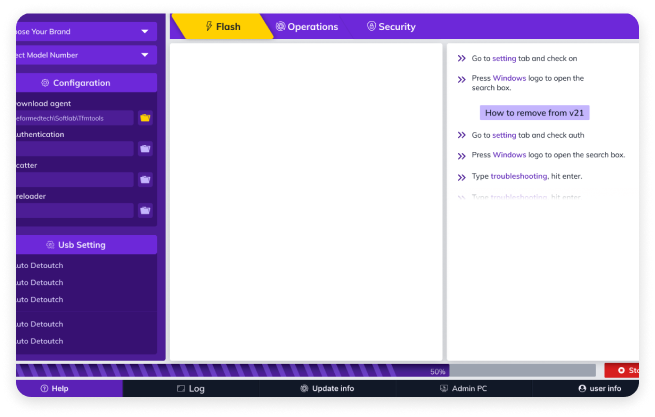 oose Your Brand
Flash
Operations
Security
ect Model Number
Configaration
ownload agent
eformedtech\Softlab\Tfmtools
uthentication
catter
reloader
Usb Setting
uto Detoutch
uto Detoutch
uto Detoutch
uto Detoutch
uto Detoutch
Go to setting tab and check on
Press Windows logo to open the
search box.
How to remove from v21
Go to setting tab and check auth
Press Windows logo to open the search box.
Type troubleshooting, hit enter.
Type troubleshooting, hit enter
50%
Sto
Help
Log
Update info
Admin PC
user info